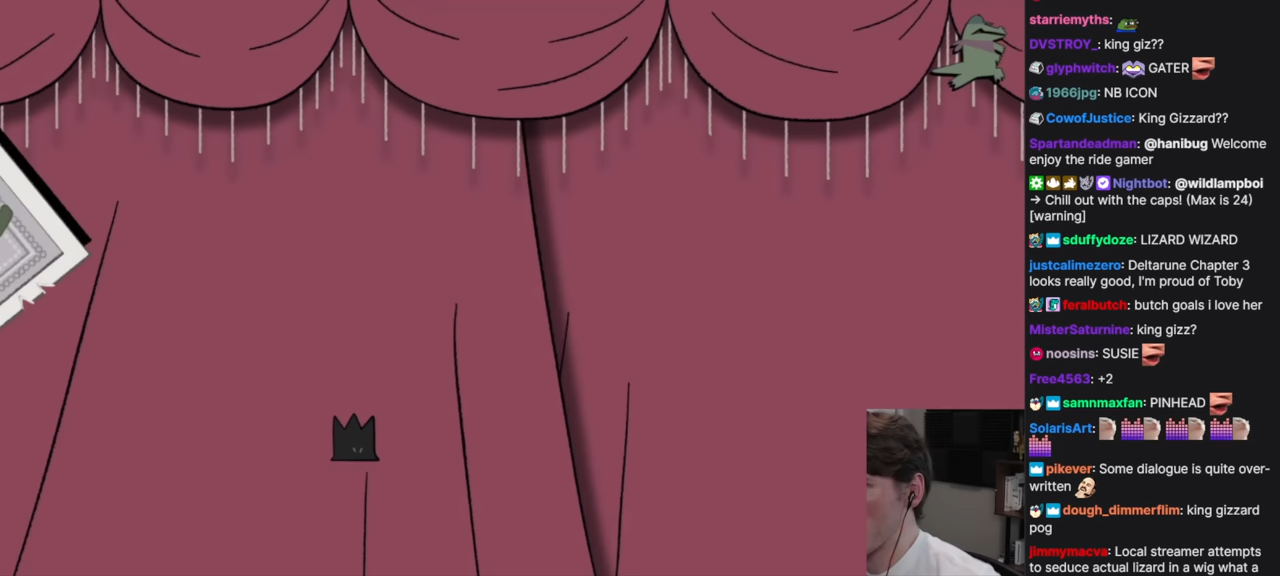 starriemyths:
DVSTROY_: king giz??
glyphwitch: GATER
1966jpg: NB ICON
CowofJustice: King Gizzard??
Spartandeadman: @hanibug Welcome
enjoy the ride gamer
Nightbot: @wildlampboi
→ Chill out with the caps! (Max is 24)
[warning]
sduffydoze: LIZARD WIZARD
justcalimezero: Deltarune Chapter 3
looks really good, I'm proud of Toby
feralbutch: butch goals i love her
MisterSaturnine: king gizz?
noosins: SUSIE
Free4563: +2
samnmaxfan: PINHEAD
SolarisArt:
pikever: Some dialogue is quite over-
written
dough_dimmerflim: king gizzard
pog
jimmymacva: Local streamer attempts
to seduce actual lizard in a wig what a